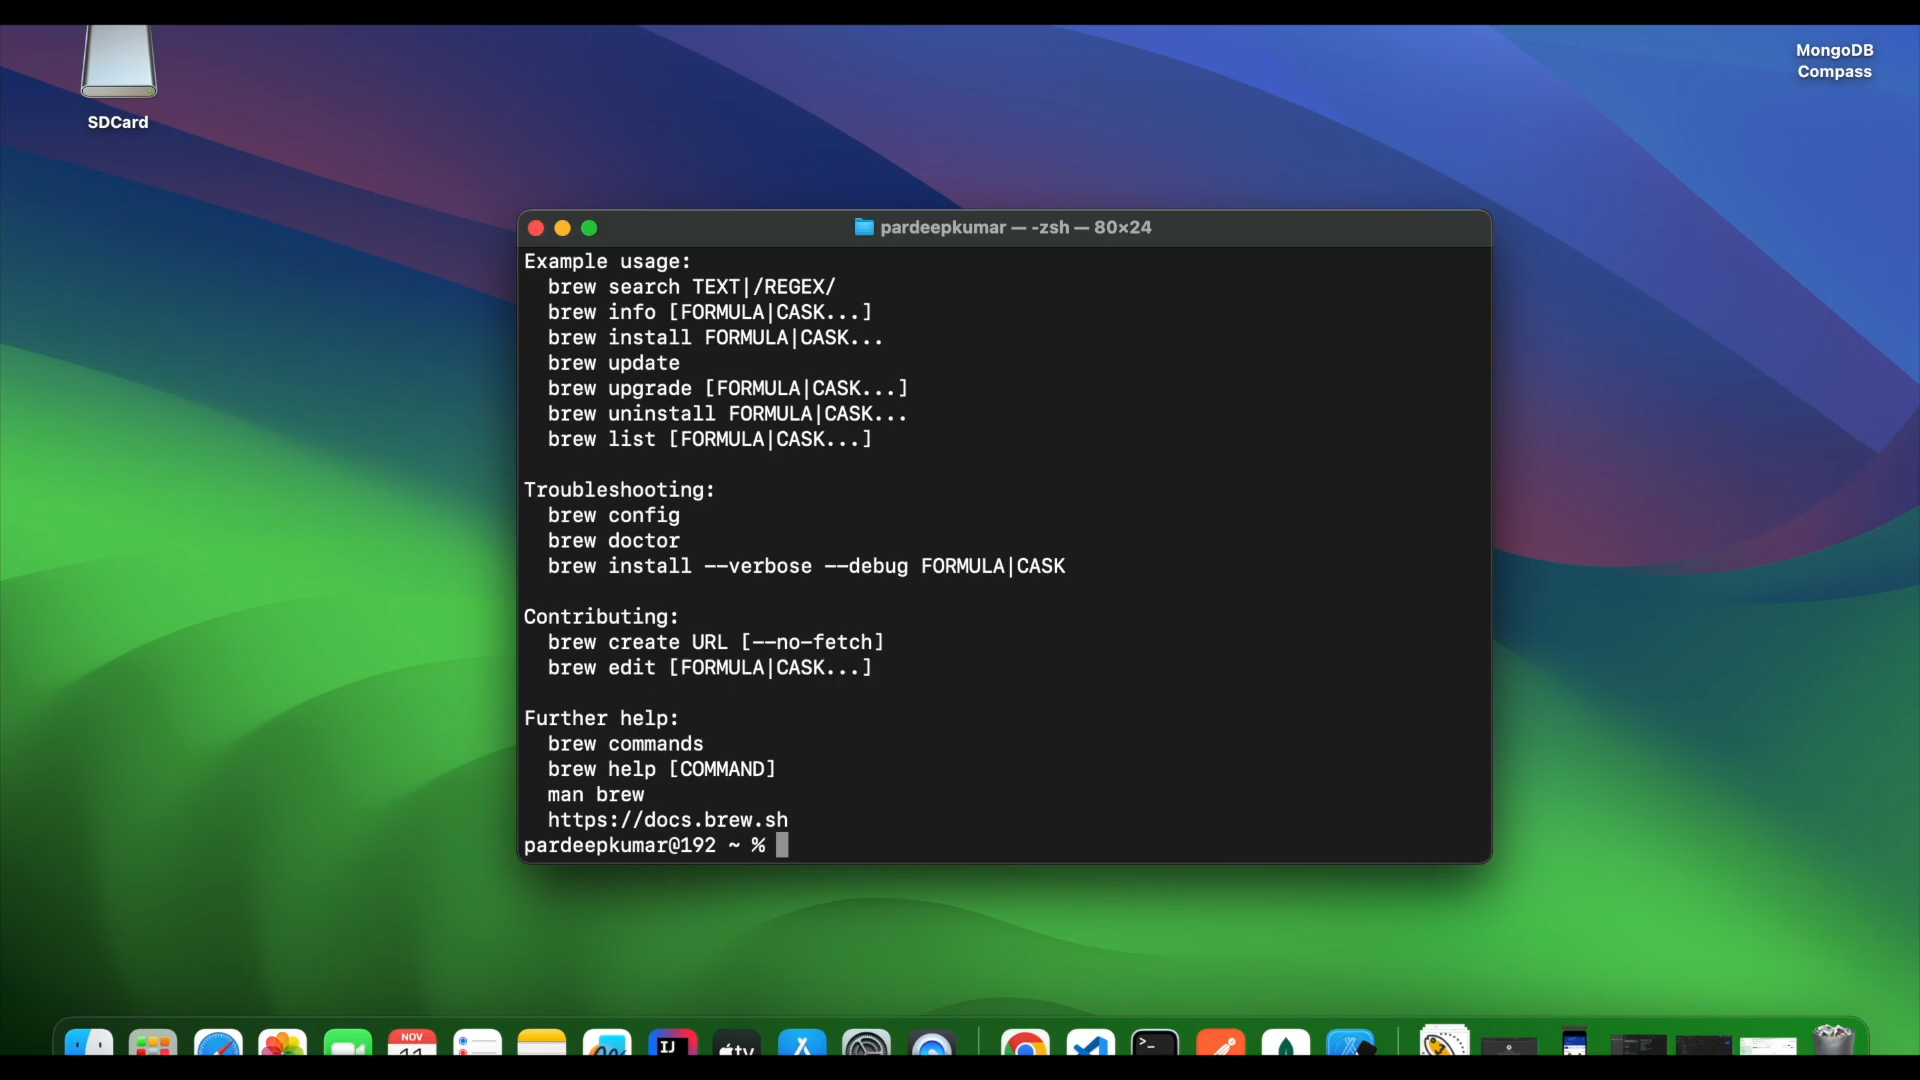 MongoDB
Compass
SDCard
pardeepkumar — -zsh — 80×24
Example usage:
brew search TEXT|/REGEX/
brew info [FORMULA|CASK...]
brew install FORMULA|CASK...
brew update
brew upgrade [FORMULA|CASK...]
brew uninstall FORMULA|CASK...
brew list [FORMULA|CASK...]
Troubleshooting:
brew config
brew doctor
brew install --verbose --debug FORMULA|CASK
Contributing:
brew create URL [--no-fetch]
brew edit [FORMULA|CASK...]
Further help:
brew commands
brew help [COMMAND]
man brew
https://docs.brew.sh
pardeepkumar@192 ~ %
NOV
IJ
tv
>_